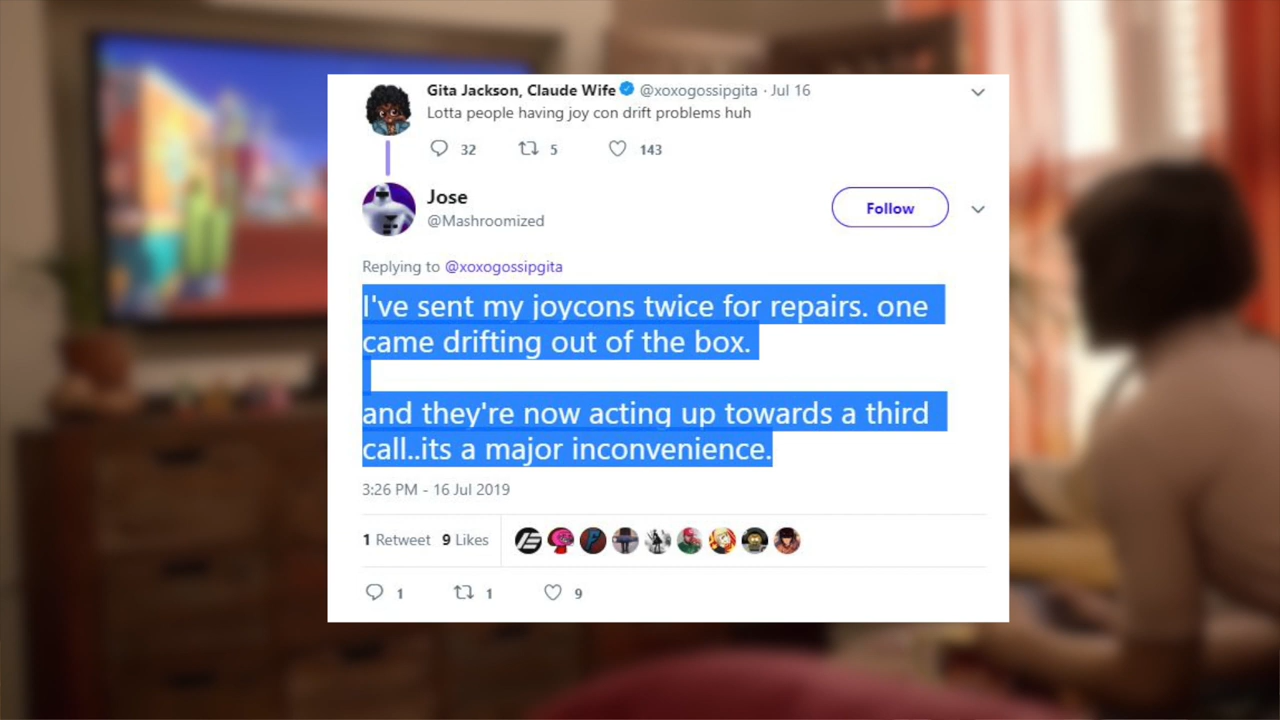 Gita Jackson, Claude Wife @xoxogossipgita · Jul 16
Lotta people having joy con drift problems huh
32 5 143
Jose
@Mashroomized
Follow
Replying to @xoxogossipgita
I've sent my joycons twice for repairs. one
came drifting out of the box.
and they're now acting up towards a third
call..its a major inconvenience.
3:26 PM - 16 Jul 2019
1 Retweet 9 Likes
1 1 9